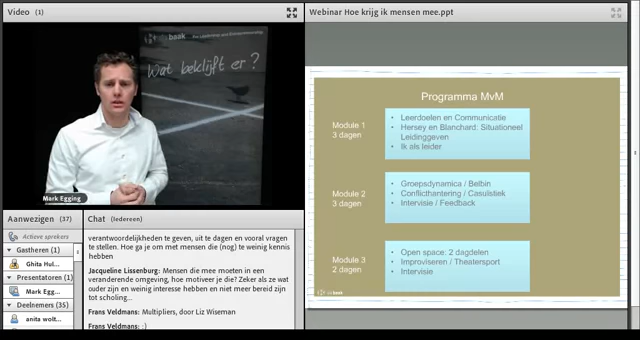 Video (1)
Wat beklijft er?
Mark Egging
Aanwezigen (37)
Actieve sprekers
Gastheren (1)
Ghita Hul...
Presentatoren (1)
Mark Egg...
Deelnemers (35)
anita wolt...
Chat (Iedereen)
verantwoordelijkheden te geven, uit te dagen en vooral vragen
te stellen. Hoe ga je om met mensen die (nog) te weinig kennis
hebben
Jacqueline Lissenburg: Mensen die mee moeten in een
veranderende omgeving, hoe motiveer je die? Zeker als ze wat
ouder zijn en weinig interesse hebben en niet meer bereid zijn
tot scholing...
Frans Veldmans: Multipliers, door Liz Wiseman
Frans Veldmans: :)
Webinar Hoe krijg ik mensen mee.ppt
Programma MvM
Module 1
3 dagen
• Leerdoelen en Communicatie
• Hersey en Blanchard: Situationeel
Leidinggeven
• Ik als leider
Module 2
3 dagen
• Groepsdynamica / Belbin
• Conflicthantering / Casuïstiek
• Intervisie / Feedback
Module 3
2 dagen
• Open space: 2 dagdelen
• Improviseren / Theatersport
• Intervisie
de baak